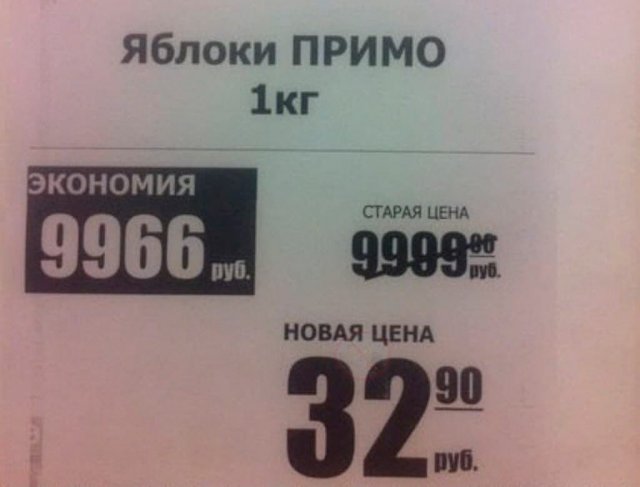 Яблоки ПРИМО
1кг
ЭКОНОМИЯ
9966 руб.
СТАРАЯ ЦЕНА
9999 00 руб.
НОВАЯ ЦЕНА
32 90 руб.